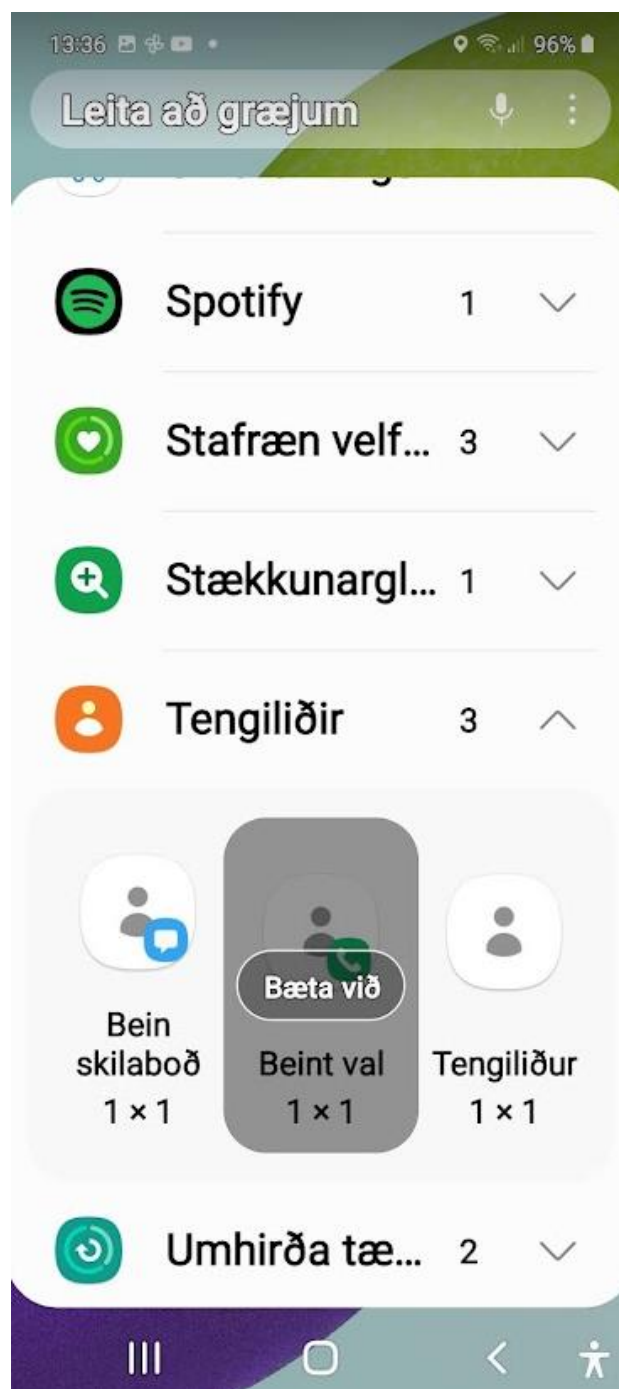 13:36
96%
Leita að græjum
Spotify 1
Stafræn velf... 3
Stækkunargl... 1
Tengiliðir 3
Bæta við
Bein
skilaboð
1 × 1
Beint val
1 × 1
Tengiliður
1 × 1
Umhirða tæ... 2